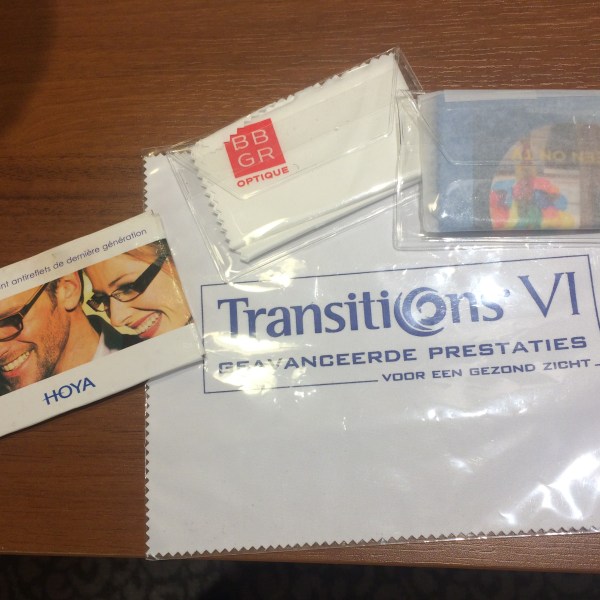 BB
GR
OPTIQUE
nt antireflets de dernière génération
HOYA
Transitions VI
GEAVANCEERDE PRESTATIES
VOOR EEN GEZOND ZICHT